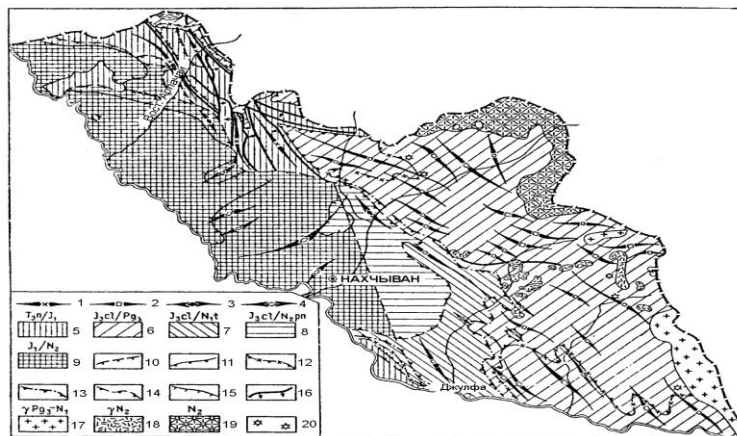 НАХЧЫВАН
Джулфа
1 2 3 4
T₃n/J₁ J₃cl/Pg₃ J₃cl/N₁t J₃cl/N₂pn
5 6 7 8
J₁/N₂
9 10 11 12
13 14 15 16
γPg₃-N₁ γN₂ N₂
17 18 19 20